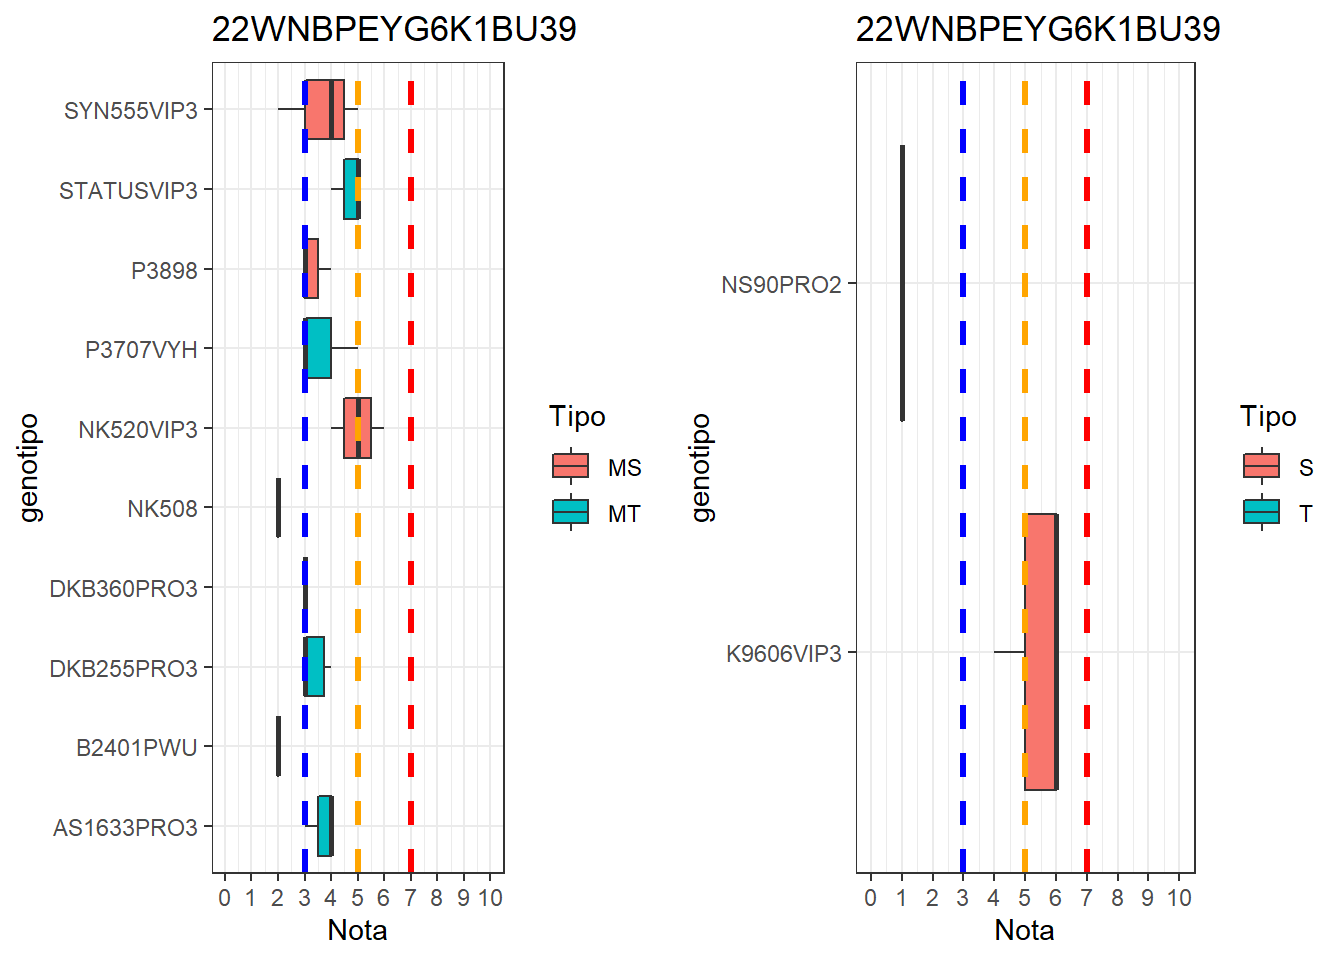 22WNBPEYG6K1BU39
SYN555VIP3
STATUSVIP3
P3898
P3707VYH
NK520VIP3
NK508
DKB360PRO3
DKB255PRO3
B2401PWU
AS1633PRO3
genotipo
0 1 2 3 4 5 6 7 8 9 10
Nota
Tipo
MS
MT
22WNBPEYG6K1BU39
NS90PRO2
K9606VIP3
genotipo
0 1 2 3 4 5 6 7 8 9 10
Nota
Tipo
S
T